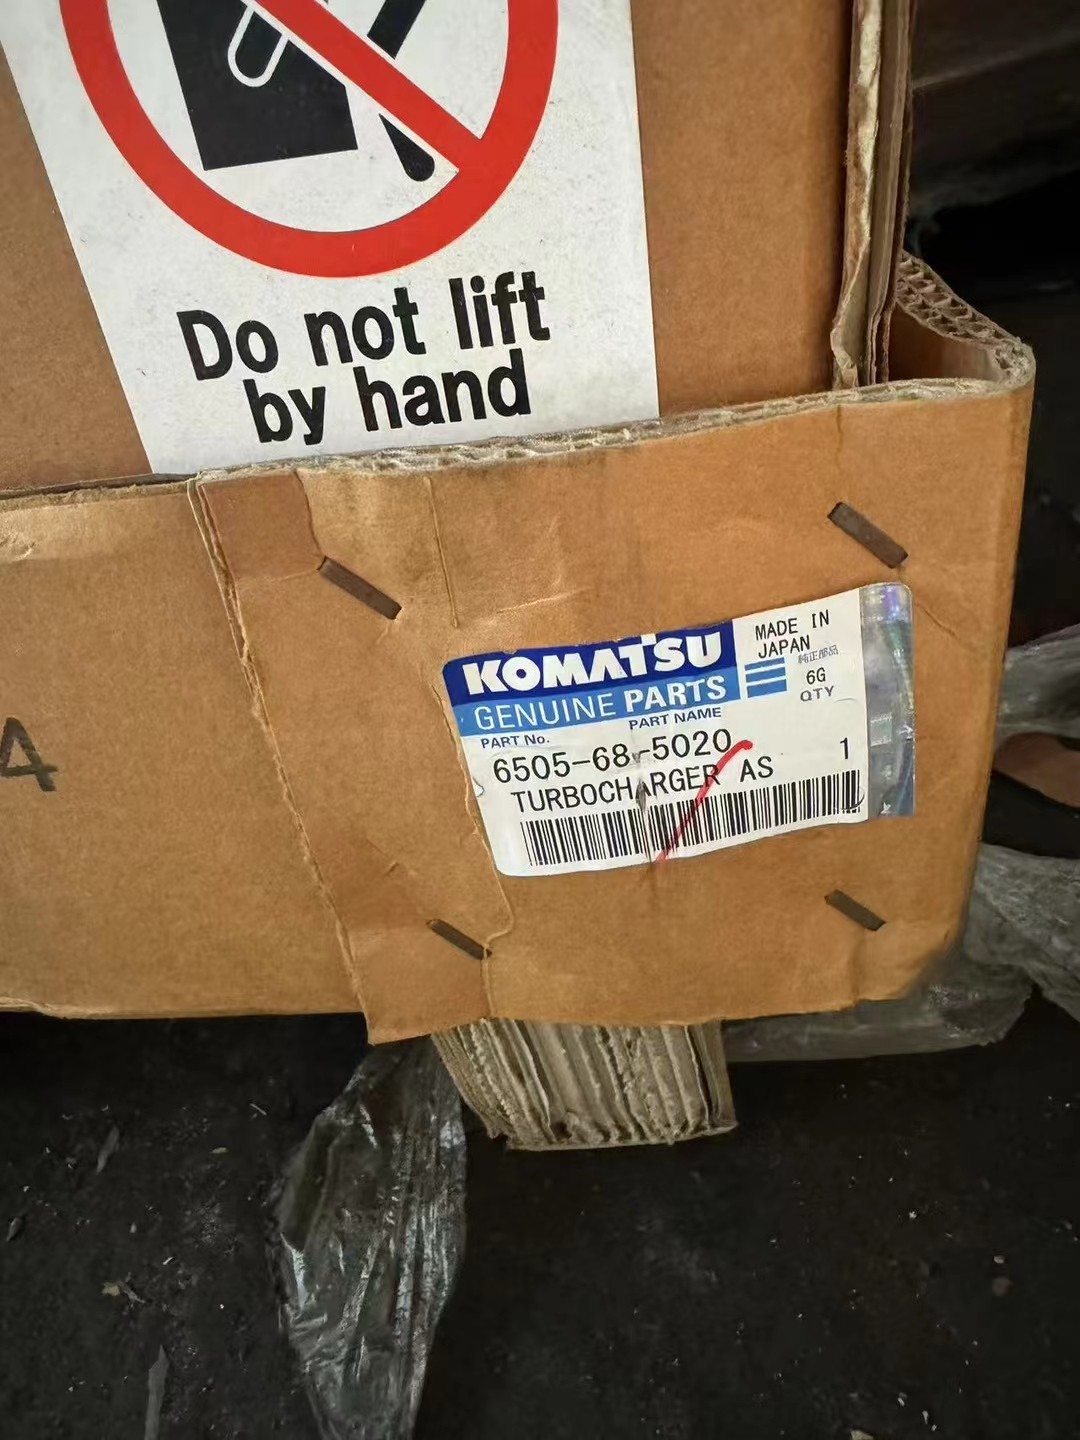 Do not lift
by hand
4
KOMATSU
GENUINE PARTS
MADE IN
JAPAN
純正部品
6G
QTY
PART No.
PART NAME
6505-68-5020
1
TURBOCHARGER AS